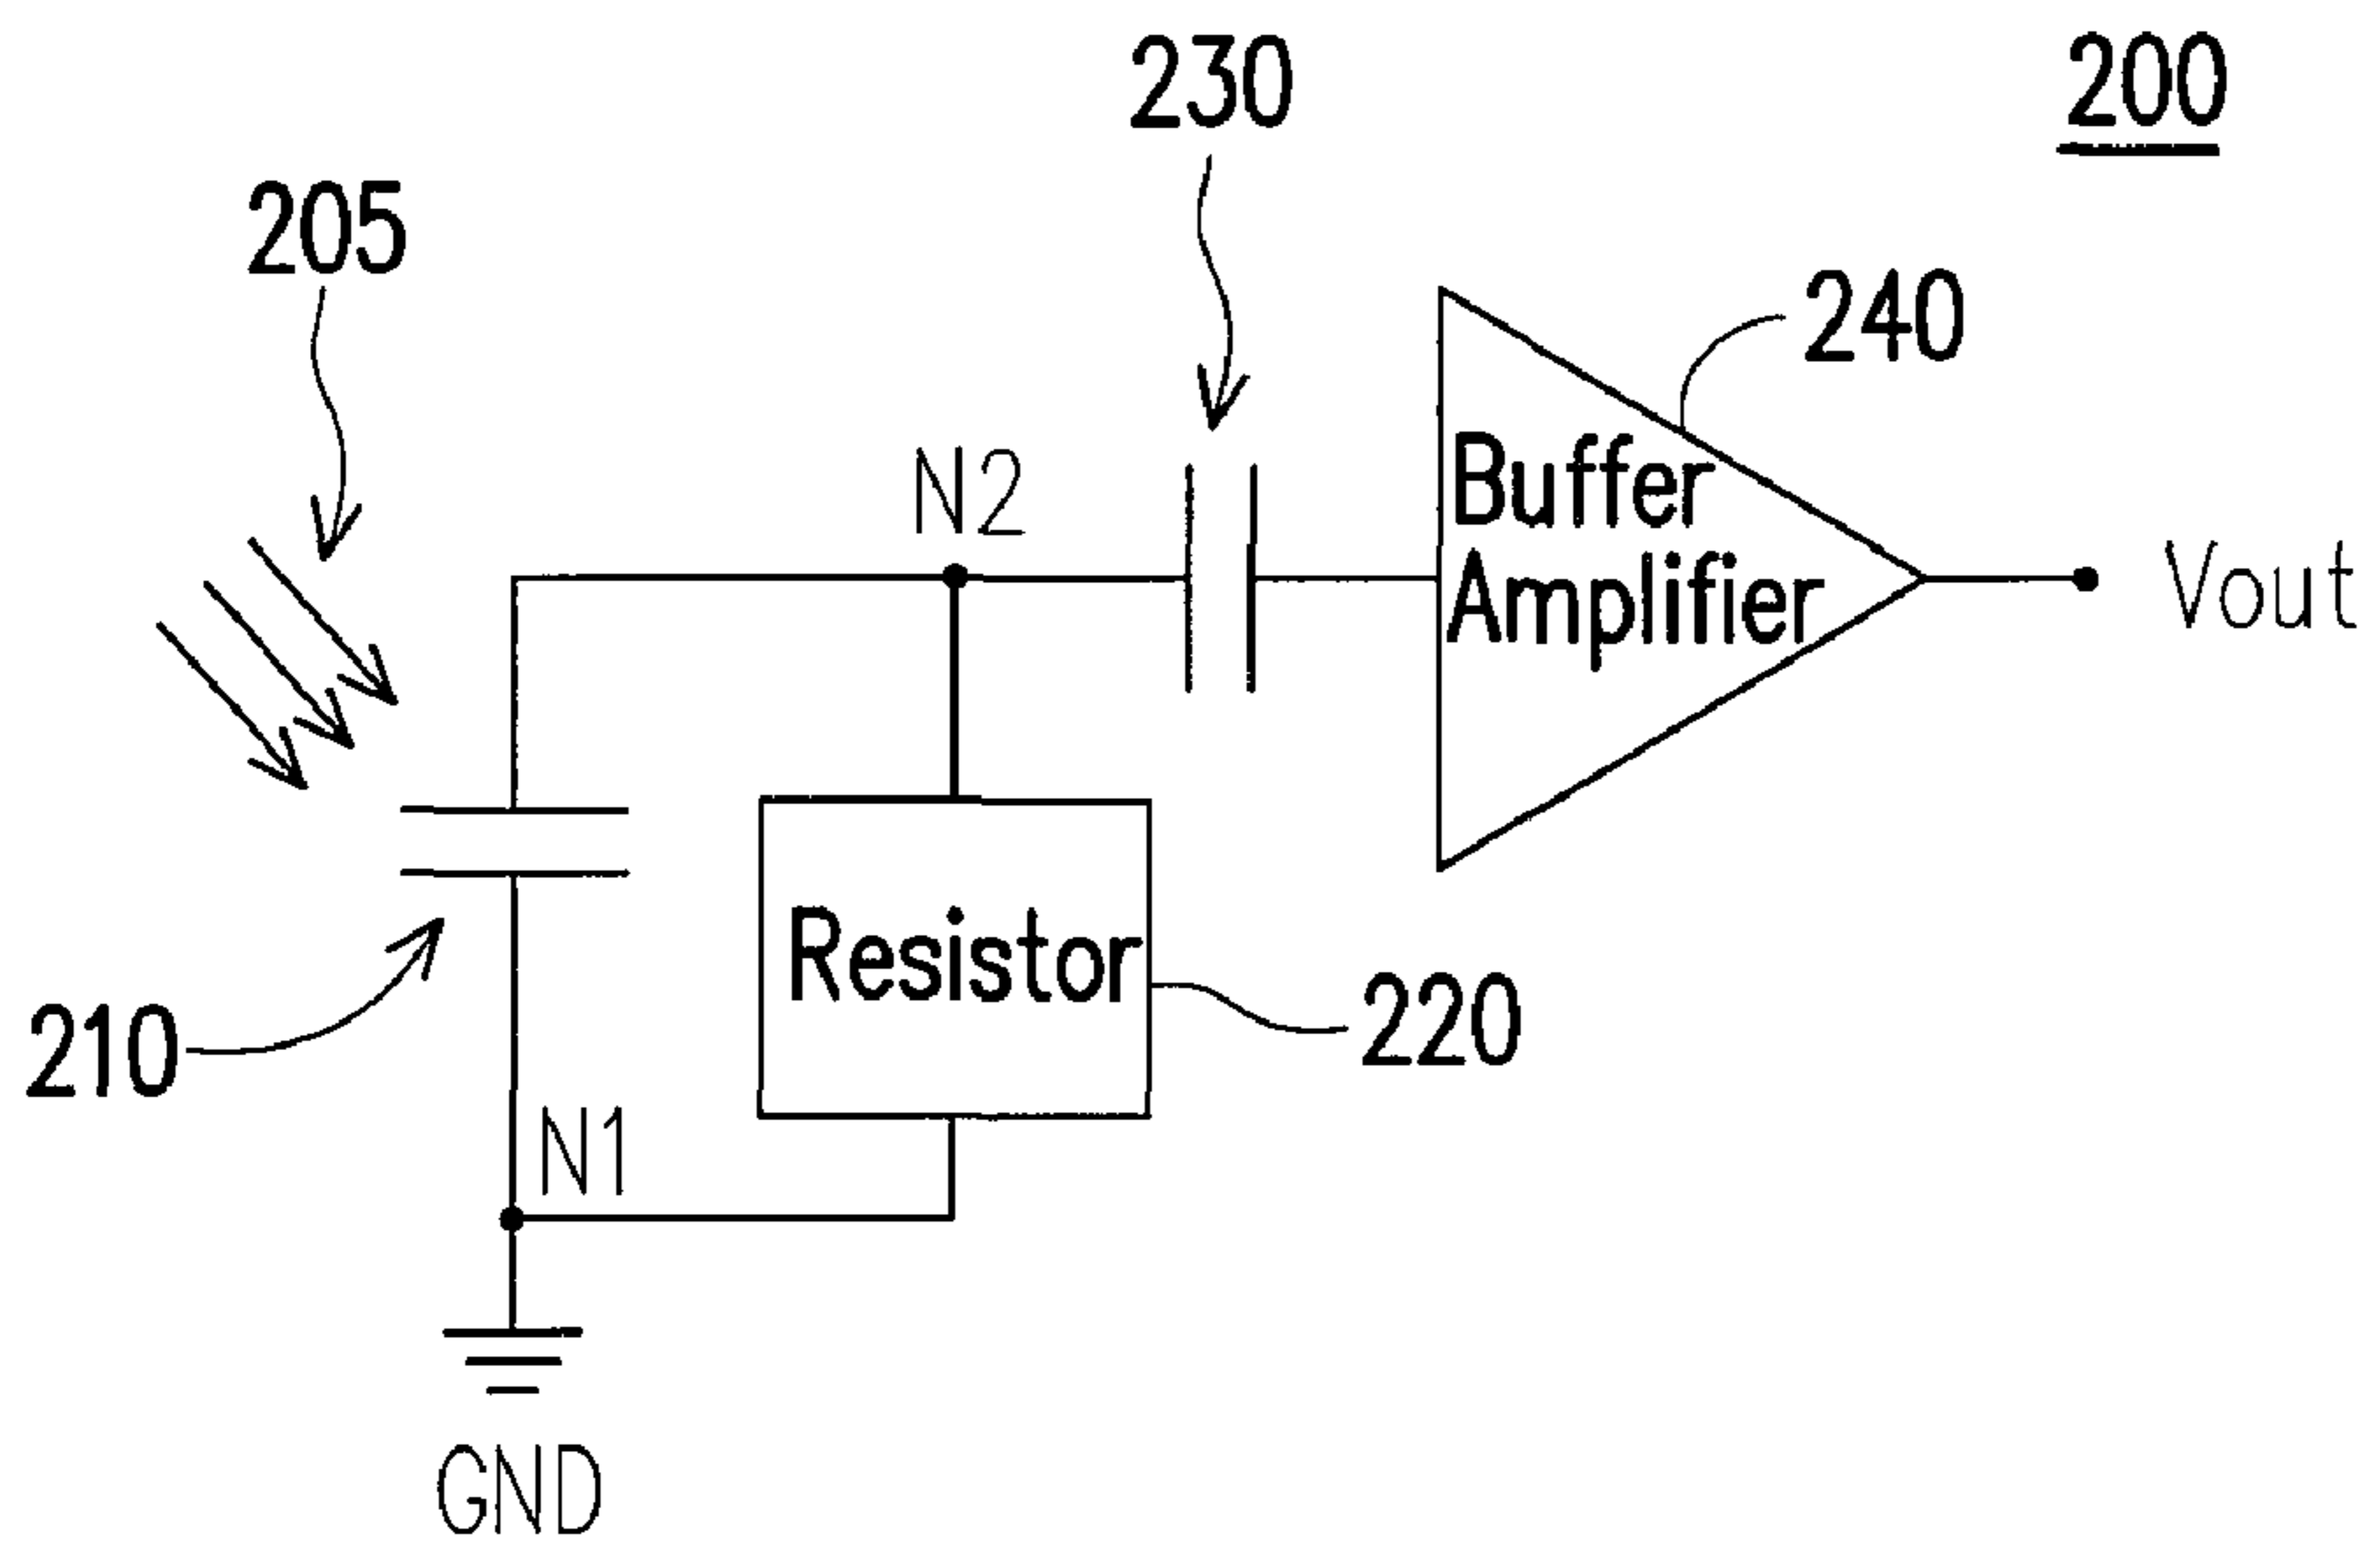 230
200
205
240
N2
Buffer
Amplifier
Vout
Resistor
220
210
N1
GND